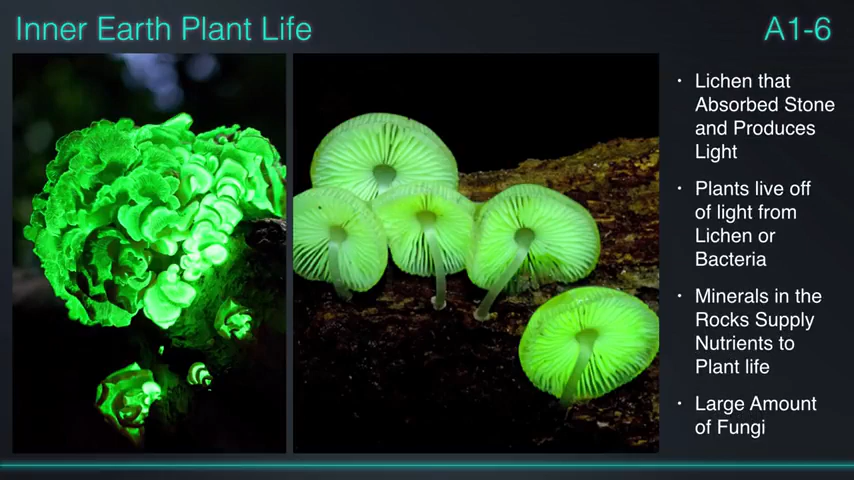 Inner Earth Plant Life
A1-6
• Lichen that
Absorbed Stone
and Produces
Light
• Plants live off
of light from
Lichen or
Bacteria
• Minerals in the
Rocks Supply
Nutrients to
Plant life
• Large Amount
of Fungi